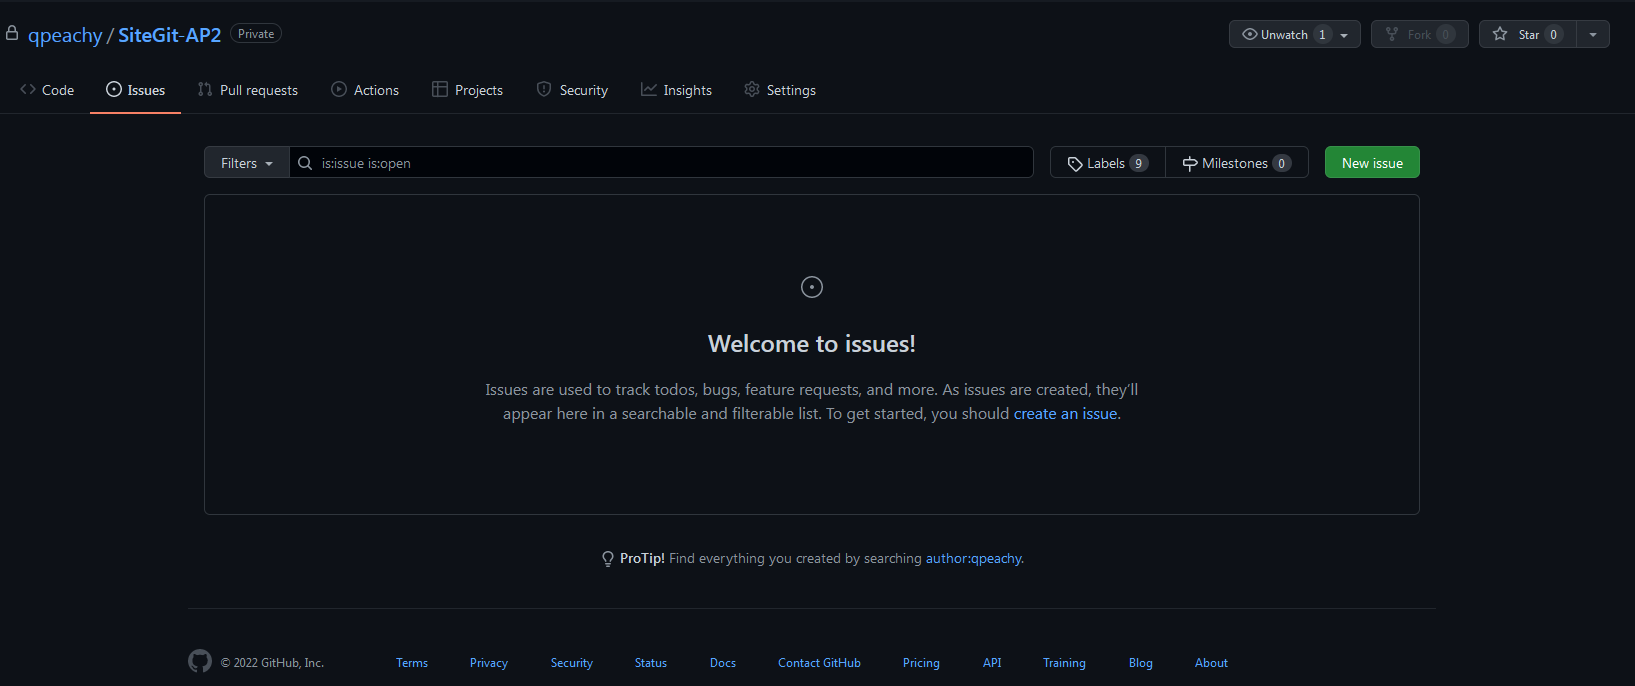 qpeachy / SiteGit-AP2 Private Unwatch 1 Fork 0 Star 0
Code Issues Pull requests Actions Projects Security Insights Settings
Filters is:issue is:open Labels 9 Milestones 0 New issue
Welcome to issues!
Issues are used to track todos, bugs, feature requests, and more. As issues are created, they’ll
appear here in a searchable and filterable list. To get started, you should create an issue.
ProTip! Find everything you created by searching author:qpeachy.
© 2022 GitHub, Inc. Terms Privacy Security Status Docs Contact GitHub Pricing API Training Blog About